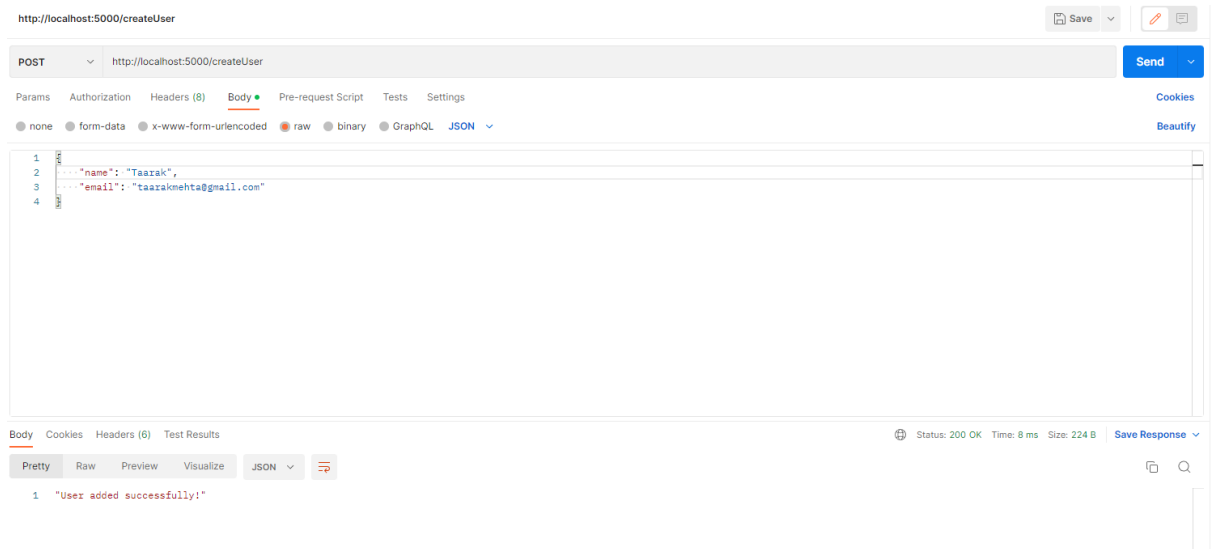 http://localhost:5000/createUser Save
POST http://localhost:5000/createUser Send
Params Authorization Headers (8) Body Pre-request Script Tests Settings Cookies
none form-data x-www-form-urlencoded raw binary GraphQL JSON Beautify
1 {
2 "name": "Taarak",
3 "email": "taarakmehta@gmail.com"
4 }
Body Cookies Headers (6) Test Results Status: 200 OK Time: 8 ms Size: 224 B Save Response
Pretty Raw Preview Visualize JSON
1 "User added successfully!"